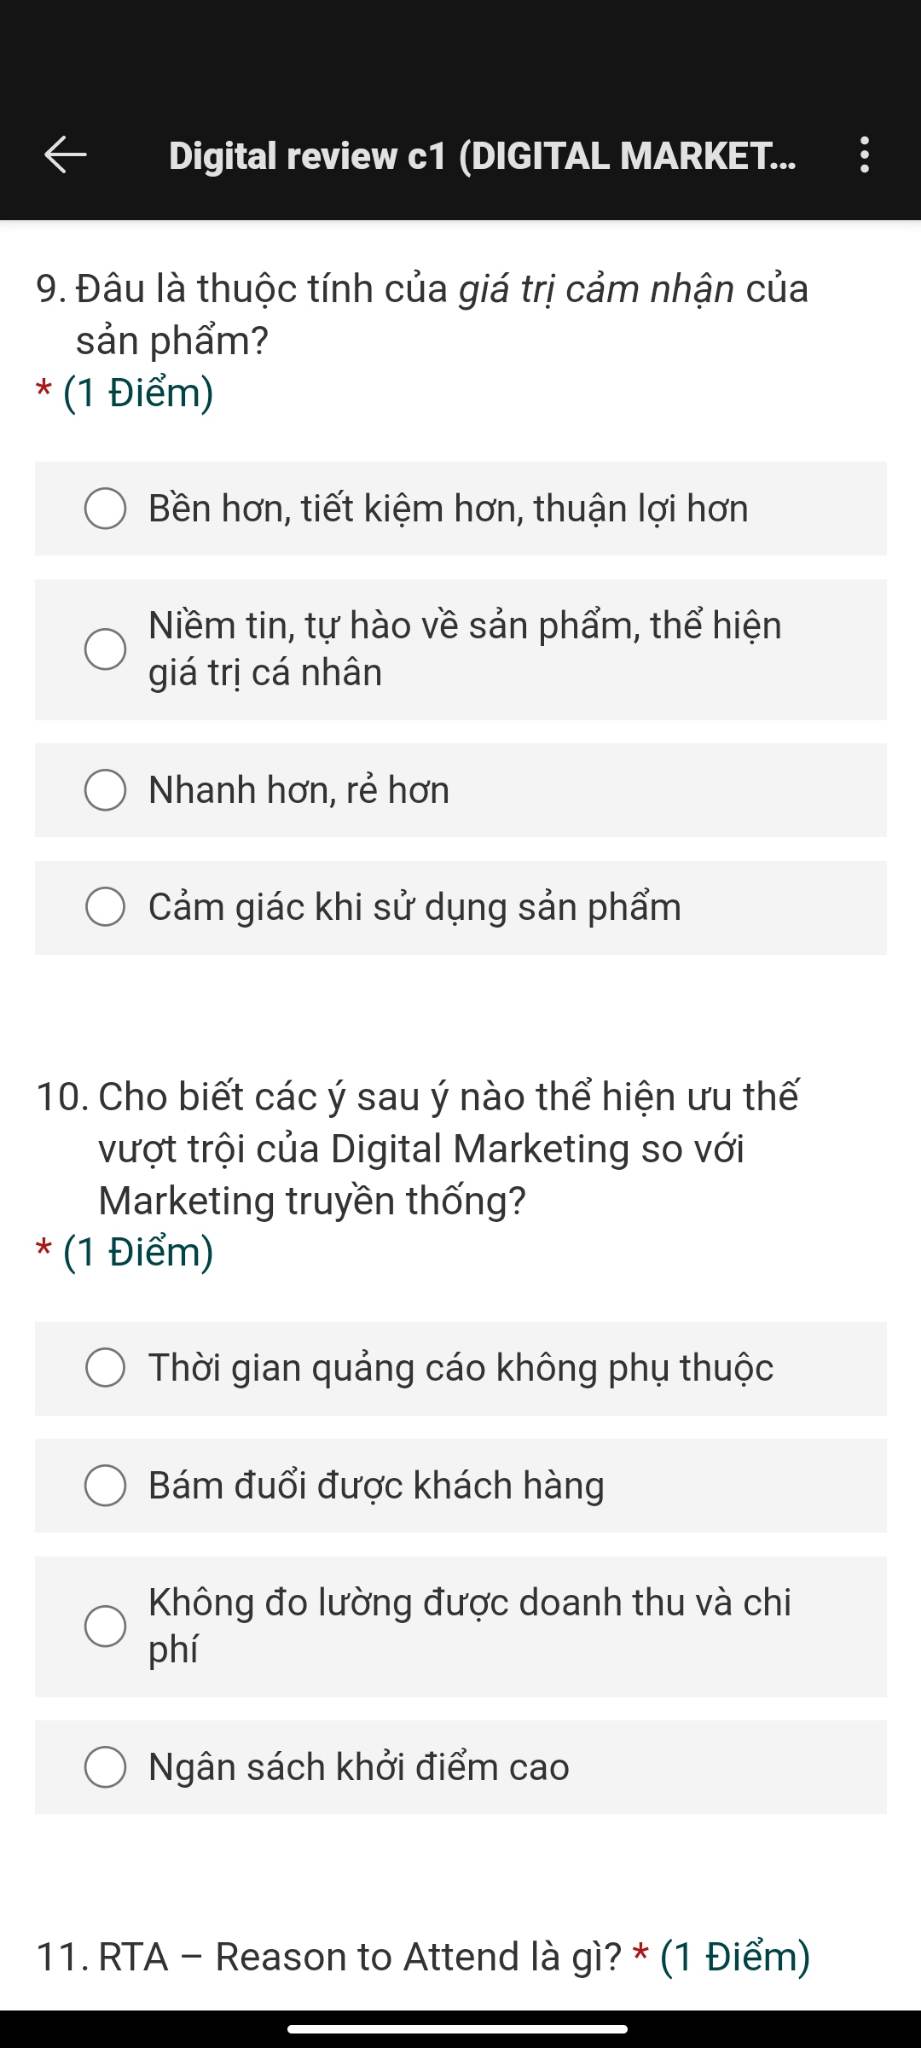 Digital review c1 (DIGITAL MARKET...
9. Đâu là thuộc tính của giá trị cảm nhận của
sản phẩm?
* (1 Điểm)
Bền hơn, tiết kiệm hơn, thuận lợi hơn
Niềm tin, tự hào về sản phẩm, thể hiện
giá trị cá nhân
Nhanh hơn, rẻ hơn
Cảm giác khi sử dụng sản phẩm
10. Cho biết các ý sau ý nào thể hiện ưu thế
vượt trội của Digital Marketing so với
Marketing truyền thống?
* (1 Điểm)
Thời gian quảng cáo không phụ thuộc
Bám đuổi được khách hàng
Không đo lường được doanh thu và chi
phí
Ngân sách khởi điểm cao
11. RTA – Reason to Attend là gì? * (1 Điểm)